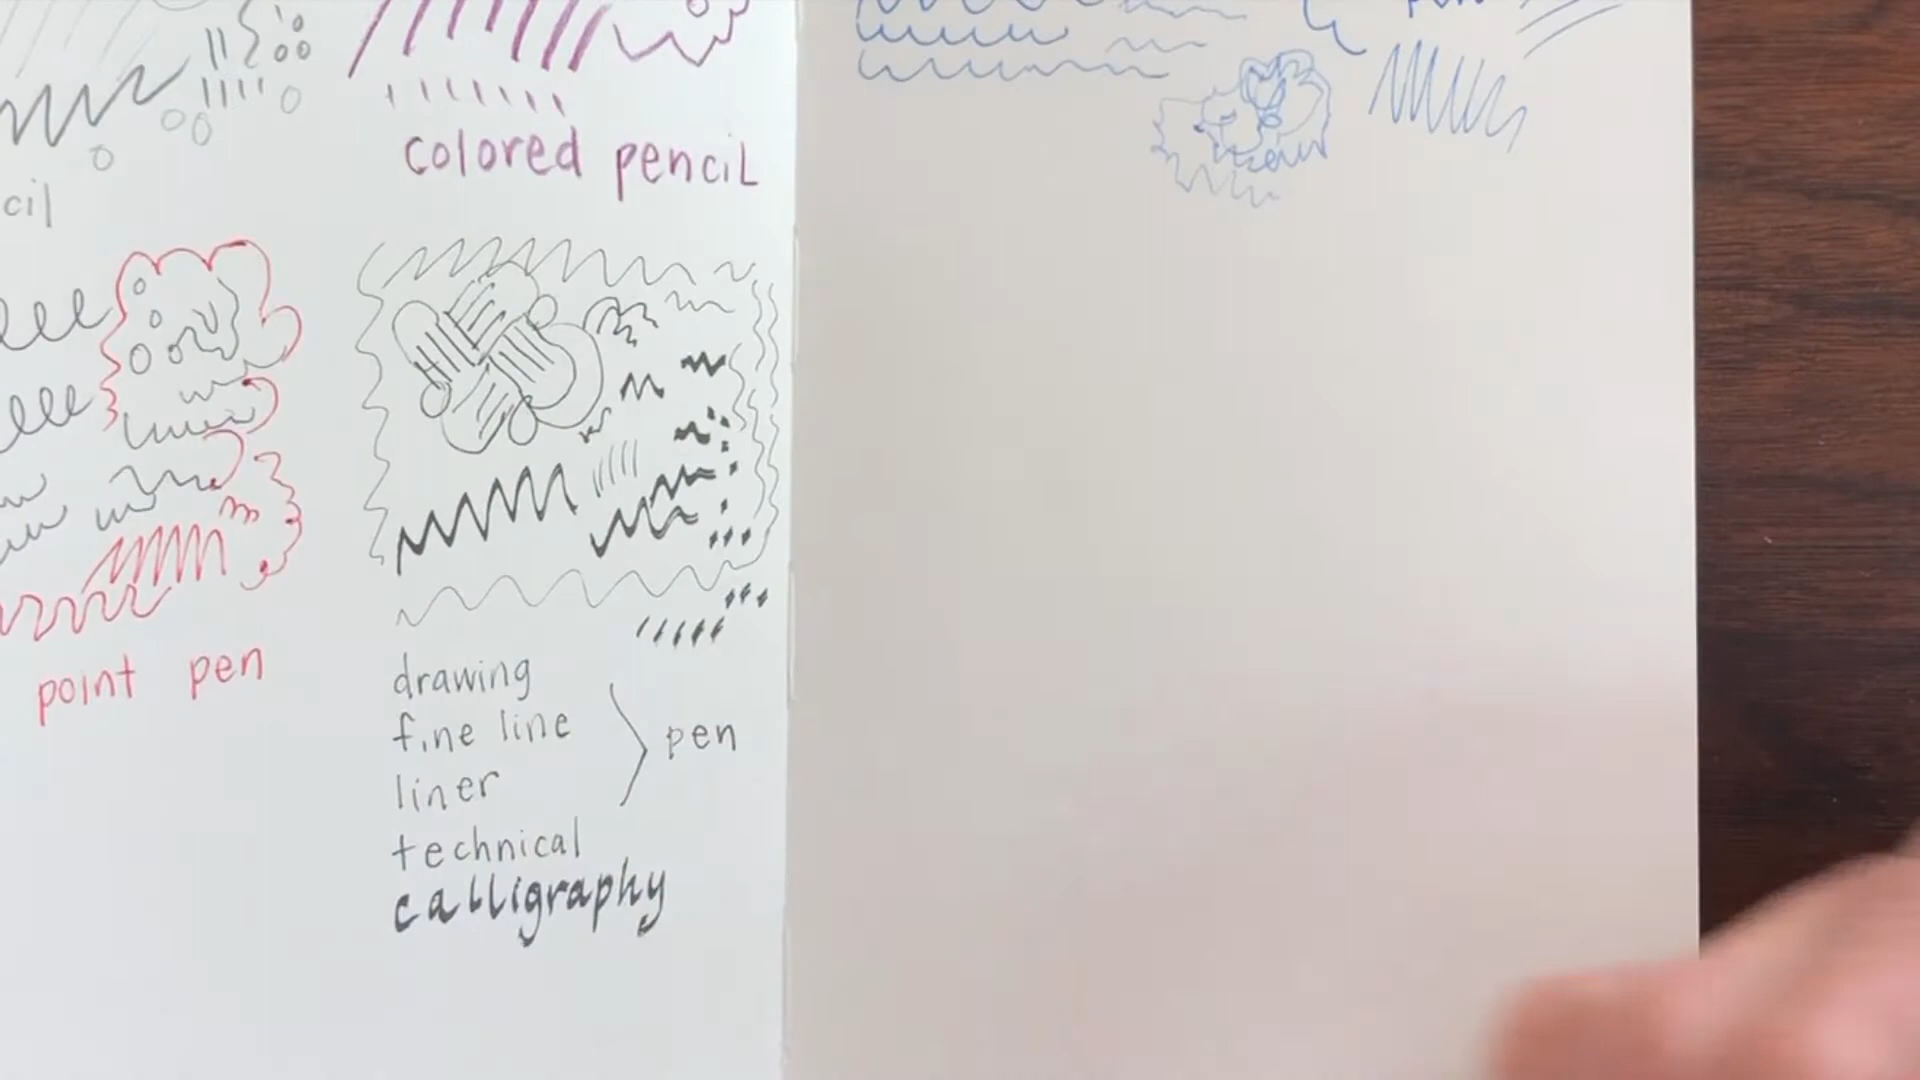 colored pencil
cil
point pen
drawing
fine line
liner
pen
technical
calligraphy